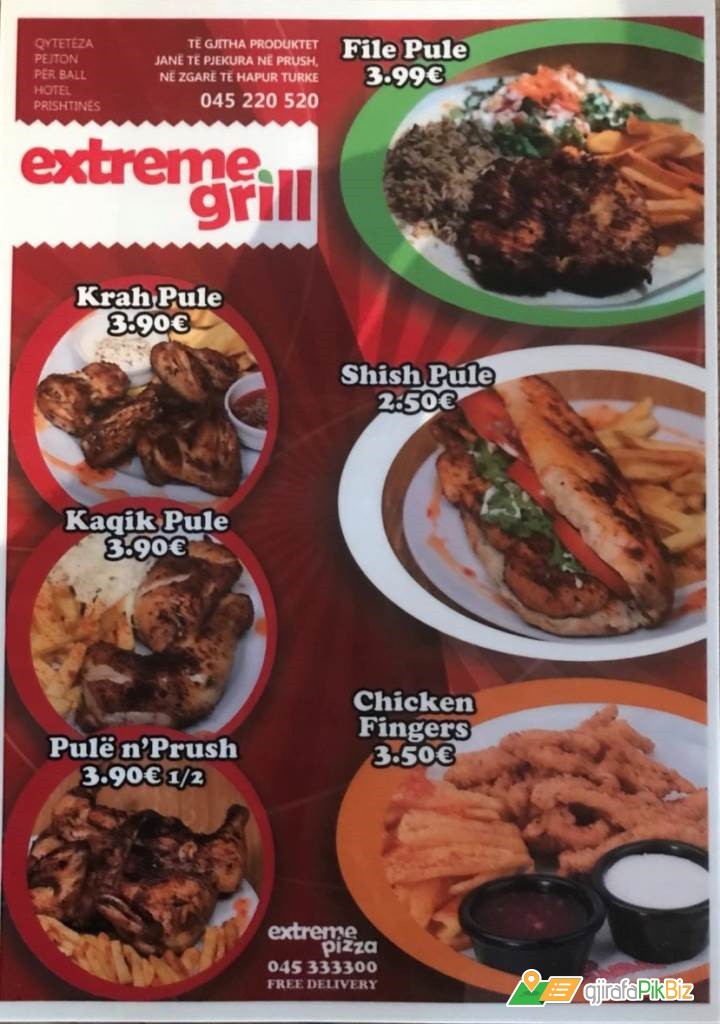 QYTETËZA
PEJTON
PËR BALL
HOTEL
PRISHTINËS
TË GJITHA PRODUKTET
JANË TË PJEKURA NË PRUSH,
NË ZGARË TË HAPUR TURKE
045 220 520
extreme
grill
File Pule
3.99€
Krah Pule
3.90€
Shish Pule
2.50€
Kaqik Pule
3.90€
Chicken
Fingers
3.50€
Pulë n'Prush
3.90€ 1/2
extreme
pizza
045 333300
FREE DELIVERY
gjirafaPikBiz